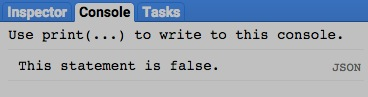 Inspector Console Tasks
Use print(...) to write to this console.
This statement is false. JSON